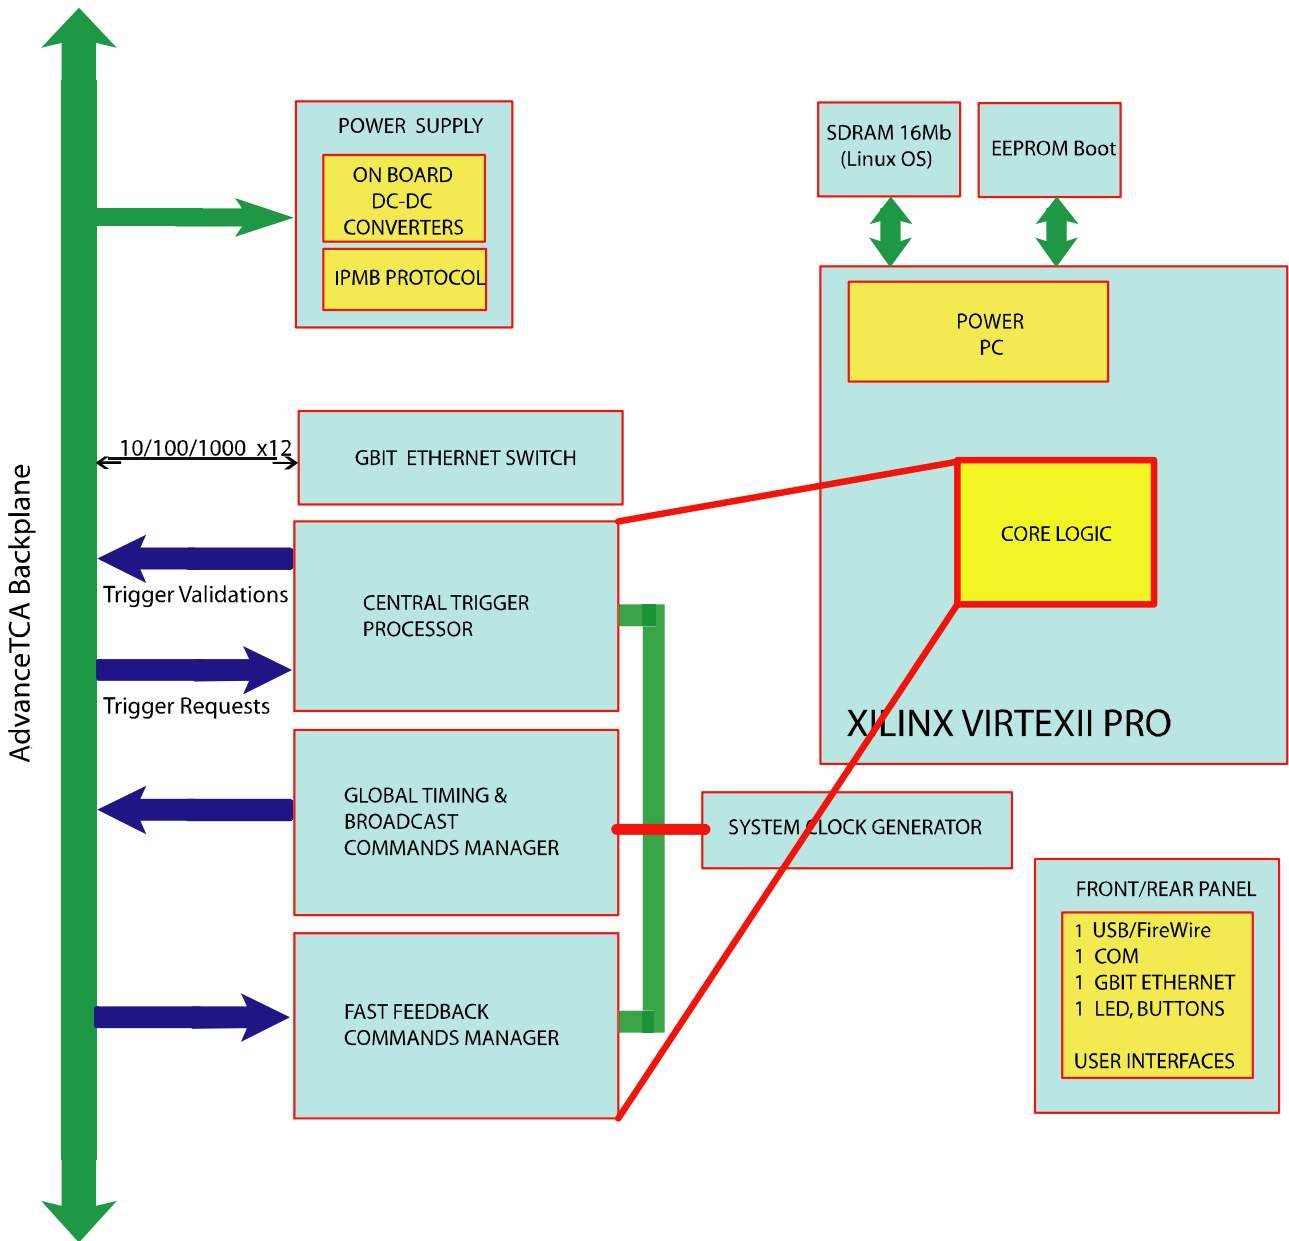 AdvanceTCA Backplane
POWER SUPPLY
ON BOARD
DC-DC
CONVERTERS
IPMB PROTOCOL
SDRAM 16Mb
(Linux OS)
EEPROM Boot
POWER
PC
CORE LOGIC
XILINX VIRTEXII PRO
10/100/1000 x12
GBIT ETHERNET SWITCH
Trigger Validations
CENTRAL TRIGGER
PROCESSOR
Trigger Requests
GLOBAL TIMING &
BROADCAST
COMMANDS MANAGER
SYSTEM CLOCK GENERATOR
FAST FEEDBACK
COMMANDS MANAGER
FRONT/REAR PANEL
1 USB/FireWire
1 COM
1 GBIT ETHERNET
1 LED, BUTTONS
USER INTERFACES